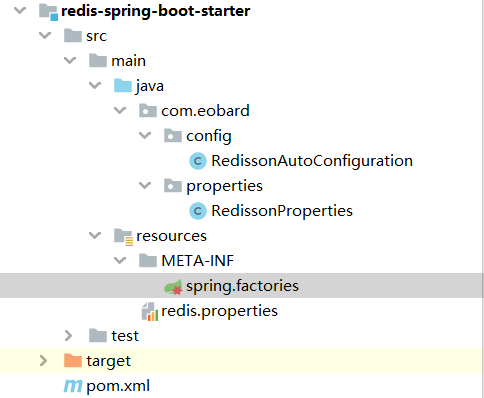 redis-spring-boot-starter
src
main
java
com.eobard
config
RedissonAutoConfiguration
properties
RedissonProperties
resources
META-INF
spring.factories
redis.properties
test
target
pom.xml